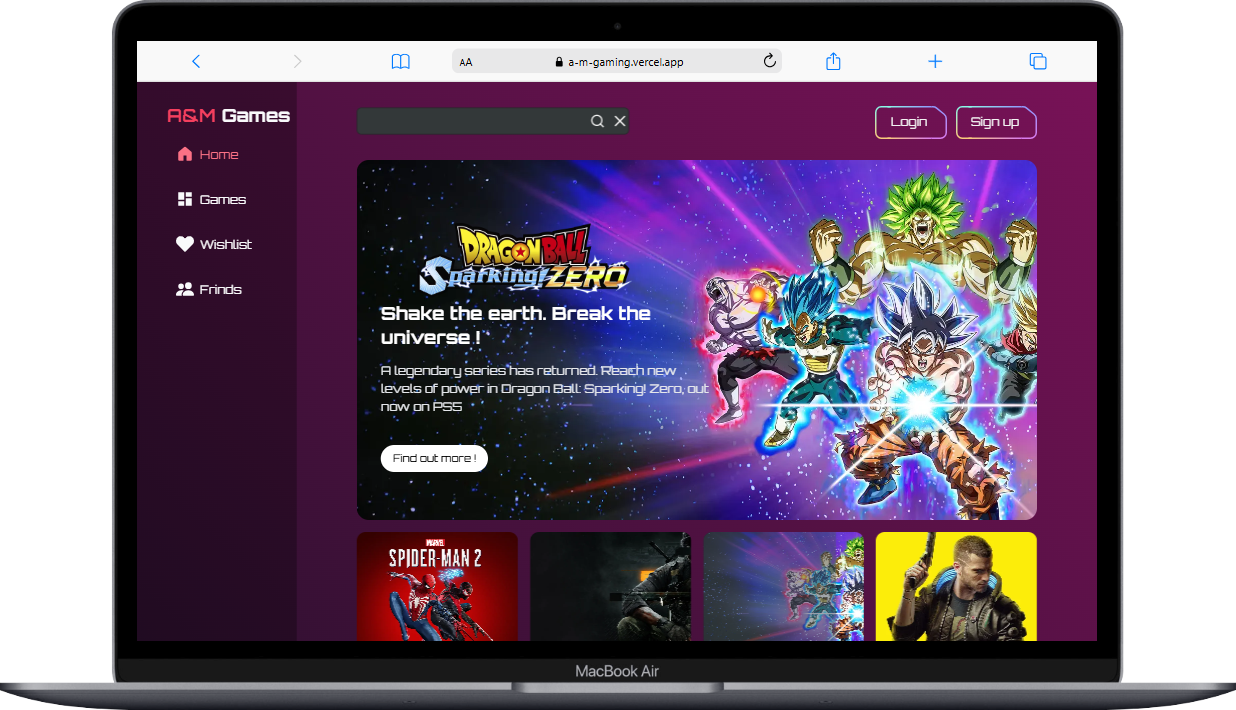 AA
a-m-gaming.vercel.app
A&M Games
Login
Sign up
Home
Games
Wishlist
Frinds
DRAGON BALL
Sparking! ZERO
Shake the earth. Break the
universe !
A legendary series has returned. Reach new
levels of power in Dragon Ball: Sparking! Zero, out
now on PS5
Find out more !
MARVEL
SPIDER-MAN 2
MacBook Air